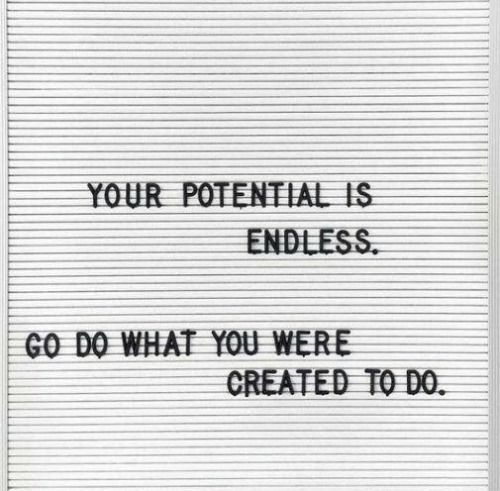 YOUR POTENTIAL IS
ENDLESS.
GO DO WHAT YOU WERE
CREATED TO DO.